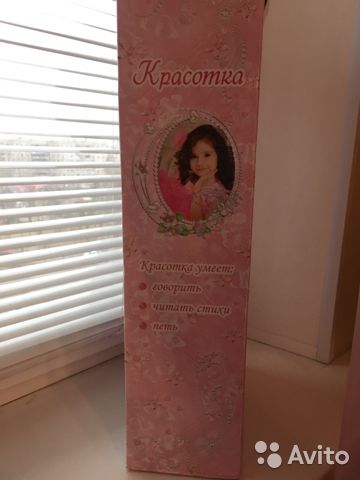 Красотка
Красотка умеет:
говорить
читать стихи
петь
Avito